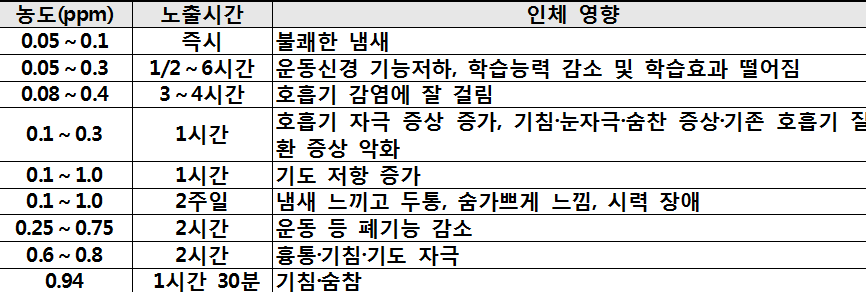 농도(ppm) 노출시간 인체 영향
0.05 ~ 0.1 즉시 불쾌한 냄새
0.05 ~ 0.3 1/2 ~ 6시간 운동신경 기능저하, 학습능력 감소 및 학습효과 떨어짐
0.08 ~ 0.4 3 ~ 4시간 호흡기 감염에 잘 걸림
0.1 ~ 0.3 1시간 호흡기 자극 증상 증가, 기침·눈자극·숨찬 증상·기존 호흡기 질
환 증상 악화
0.1 ~ 1.0 1시간 기도 저항 증가
0.1 ~ 1.0 2주일 냄새 느끼고 두통, 숨가쁘게 느낌, 시력 장애
0.25 ~ 0.75 2시간 운동 등 폐기능 감소
0.6 ~ 0.8 2시간 흉통·기침·기도 자극
0.94 1시간 30분 기침·숨참